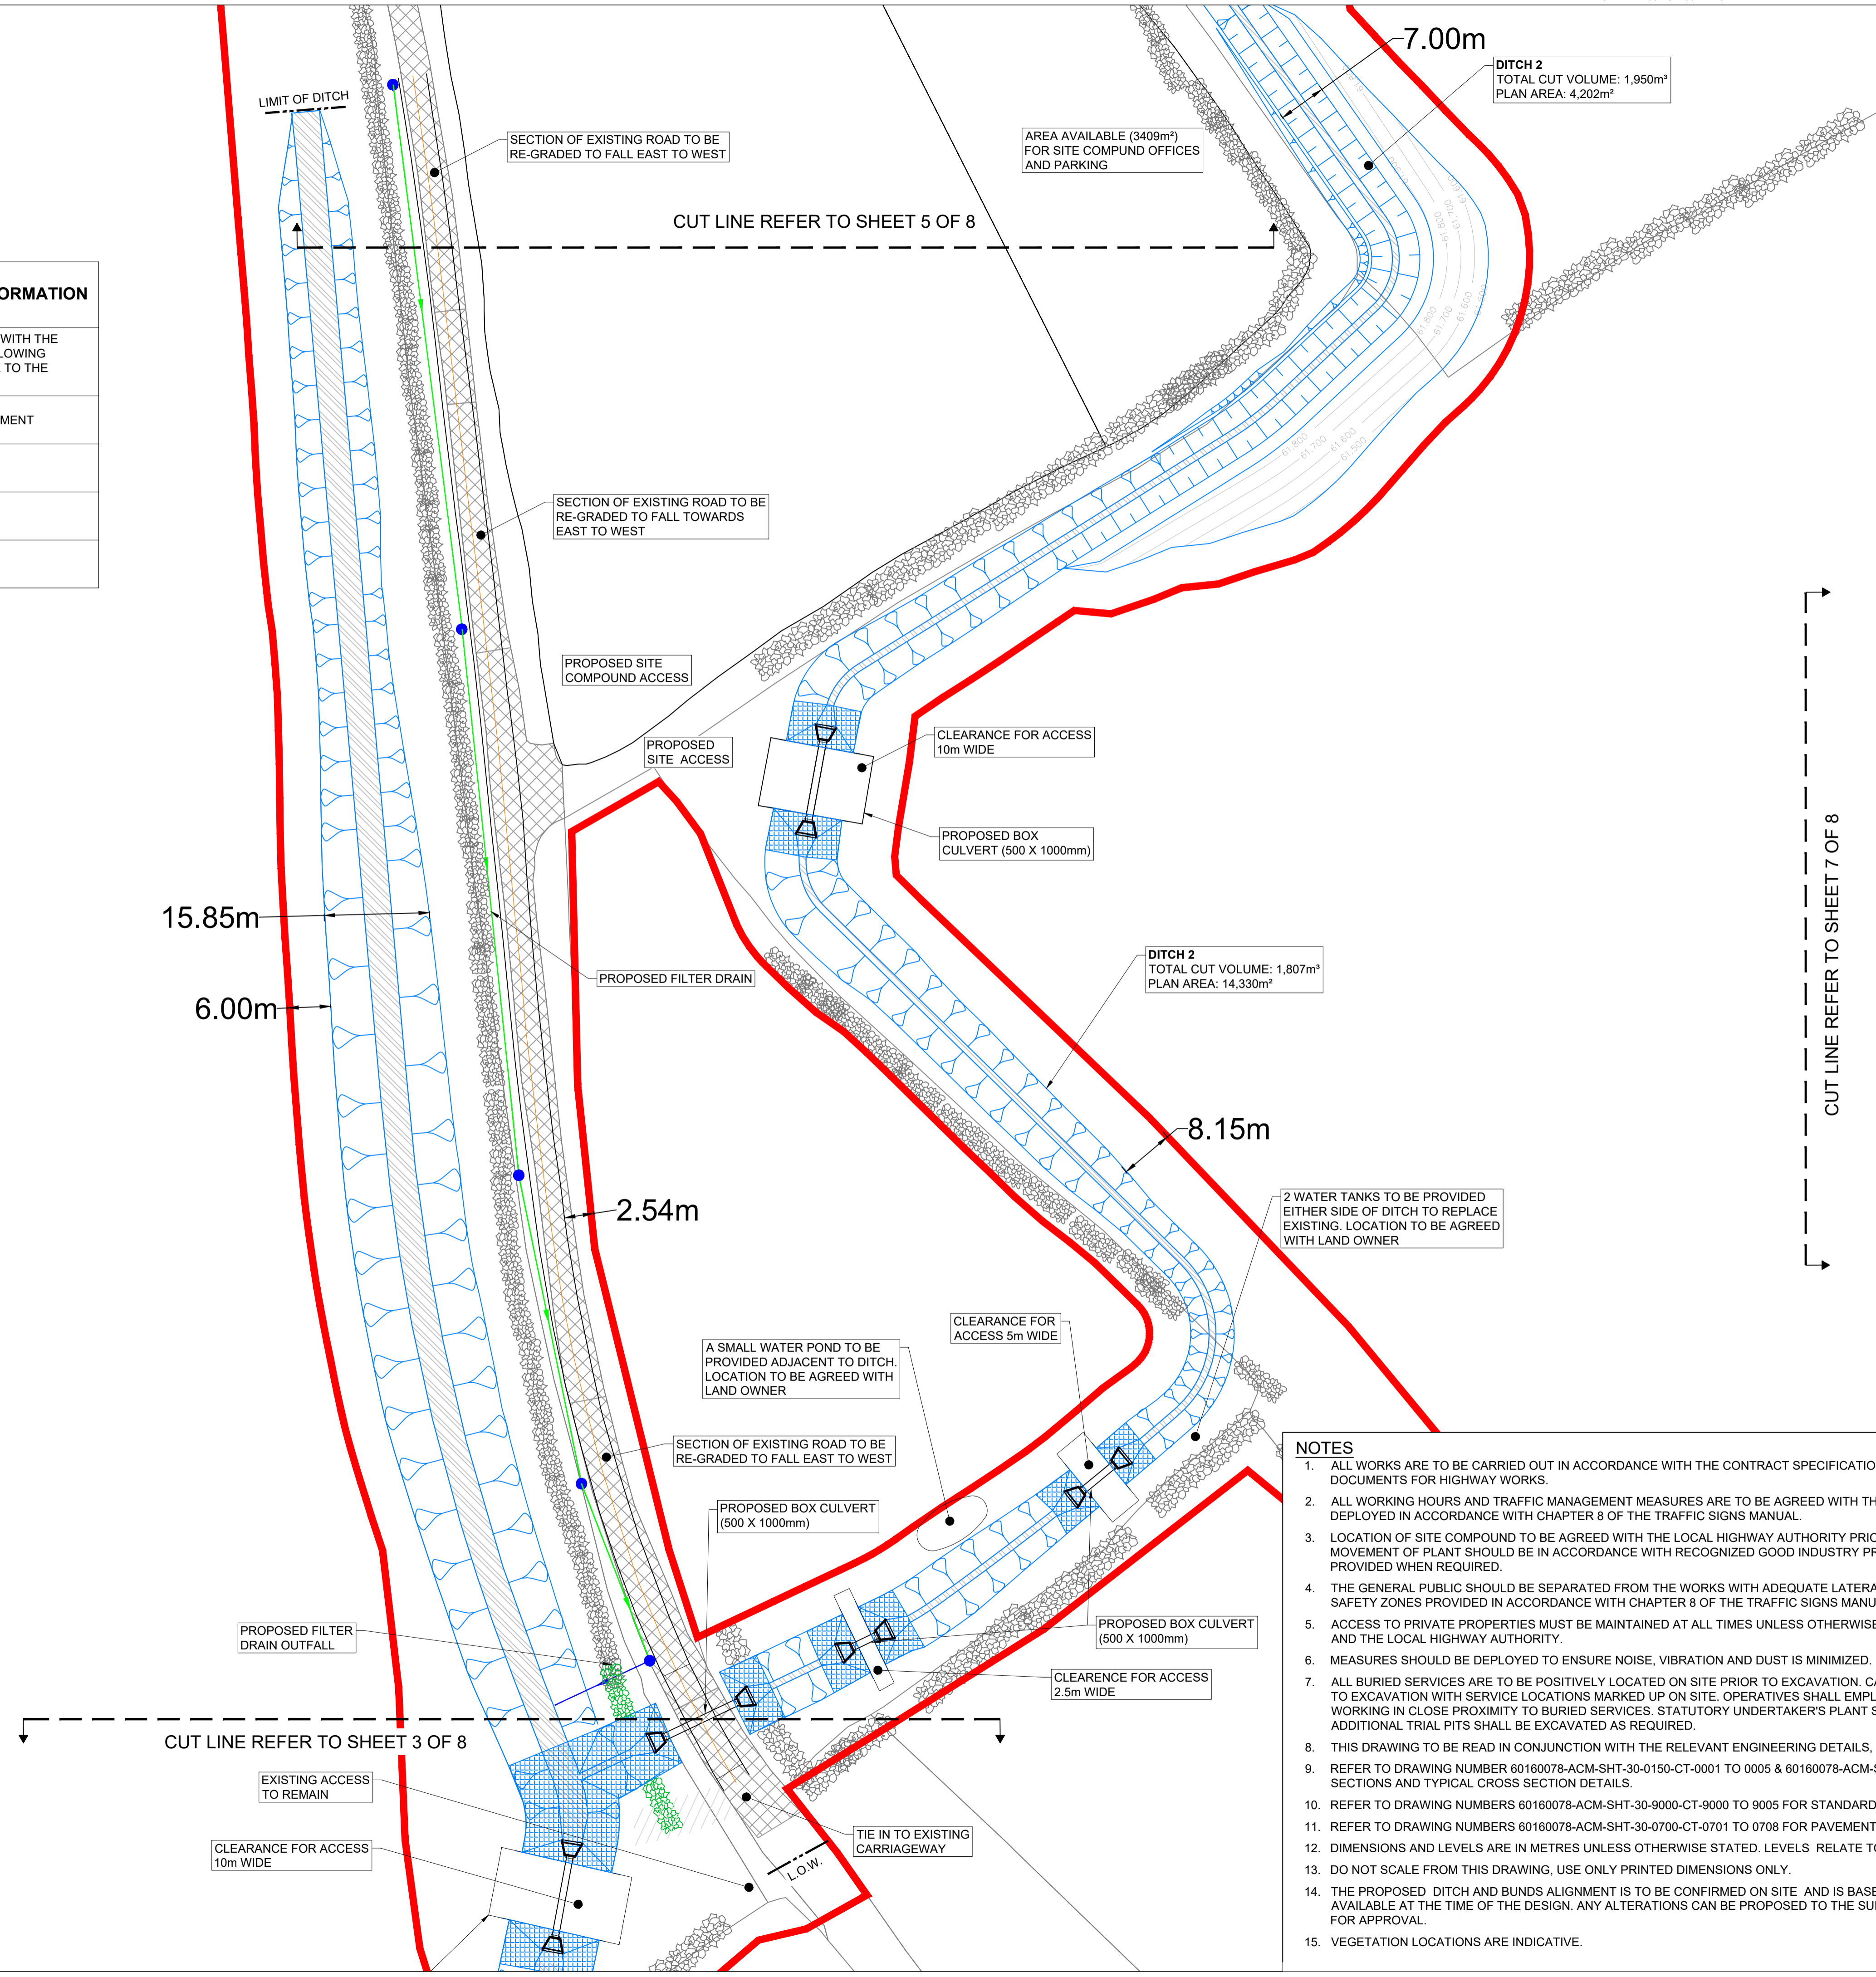 7.00m
DITCH 2
TOTAL CUT VOLUME: 1,950m³
PLAN AREA: 4,202m²
LIMIT OF DITCH
SECTION OF EXISTING ROAD TO BE
RE-GRADED TO FALL EAST TO WEST
AREA AVAILABLE (3409m²)
FOR SITE COMPUND OFFICES
AND PARKING
CUT LINE REFER TO SHEET 5 OF 8
61.600
61.700
61.800
ORMATION
WITH THE
LOWING
TO THE
MENT
61.800
61.700
61.600
61.500
61.800
61.700
61.600
61.500
SECTION OF EXISTING ROAD TO BE
RE-GRADED TO FALL TOWARDS
EAST TO WEST
PROPOSED SITE
COMPOUND ACCESS
PROPOSED
SITE ACCESS
CLEARANCE FOR ACCESS
10m WIDE
PROPOSED BOX
CULVERT (500 X 1000mm)
CUT LINE REFER TO SHEET 7 OF 8
15.85m
PROPOSED FILTER DRAIN
6.00m
DITCH 2
TOTAL CUT VOLUME: 1,807m³
PLAN AREA: 14,330m²
8.15m
2.54m
2 WATER TANKS TO BE PROVIDED
EITHER SIDE OF DITCH TO REPLACE
EXISTING. LOCATION TO BE AGREED
WITH LAND OWNER
CLEARANCE FOR
ACCESS 5m WIDE
A SMALL WATER POND TO BE
PROVIDED ADJACENT TO DITCH.
LOCATION TO BE AGREED WITH
LAND OWNER
SECTION OF EXISTING ROAD TO BE
RE-GRADED TO FALL EAST TO WEST
PROPOSED BOX CULVERT
(500 X 1000mm)
PROPOSED FILTER
DRAIN OUTFALL
PROPOSED BOX CULVERT
(500 X 1000mm)
CLEARENCE FOR ACCESS
2.5m WIDE
CUT LINE REFER TO SHEET 3 OF 8
EXISTING ACCESS
TO REMAIN
CLEARANCE FOR ACCESS
10m WIDE
TIE IN TO EXISTING
CARRIAGEWAY
L.O.W.
NOTES
1. ALL WORKS ARE TO BE CARRIED OUT IN ACCORDANCE WITH THE CONTRACT SPECIFICATIO
DOCUMENTS FOR HIGHWAY WORKS.
2. ALL WORKING HOURS AND TRAFFIC MANAGEMENT MEASURES ARE TO BE AGREED WITH TH
DEPLOYED IN ACCORDANCE WITH CHAPTER 8 OF THE TRAFFIC SIGNS MANUAL.
3. LOCATION OF SITE COMPOUND TO BE AGREED WITH THE LOCAL HIGHWAY AUTHORITY PRIO
MOVEMENT OF PLANT SHOULD BE IN ACCORDANCE WITH RECOGNIZED GOOD INDUSTRY PR
PROVIDED WHEN REQUIRED.
4. THE GENERAL PUBLIC SHOULD BE SEPARATED FROM THE WORKS WITH ADEQUATE LATERA
SAFETY ZONES PROVIDED IN ACCORDANCE WITH CHAPTER 8 OF THE TRAFFIC SIGNS MANU
5. ACCESS TO PRIVATE PROPERTIES MUST BE MAINTAINED AT ALL TIMES UNLESS OTHERWISE
AND THE LOCAL HIGHWAY AUTHORITY.
6. MEASURES SHOULD BE DEPLOYED TO ENSURE NOISE, VIBRATION AND DUST IS MINIMIZED.
7. ALL BURIED SERVICES ARE TO BE POSITIVELY LOCATED ON SITE PRIOR TO EXCAVATION. CA
TO EXCAVATION WITH SERVICE LOCATIONS MARKED UP ON SITE. OPERATIVES SHALL EMPL
WORKING IN CLOSE PROXIMITY TO BURIED SERVICES. STATUTORY UNDERTAKER'S PLANT S
ADDITIONAL TRIAL PITS SHALL BE EXCAVATED AS REQUIRED.
8. THIS DRAWING TO BE READ IN CONJUNCTION WITH THE RELEVANT ENGINEERING DETAILS,
9. REFER TO DRAWING NUMBER 60160078-ACM-SHT-30-0150-CT-0001 TO 0005 & 60160078-ACM-S
SECTIONS AND TYPICAL CROSS SECTION DETAILS.
10. REFER TO DRAWING NUMBERS 60160078-ACM-SHT-30-9000-CT-9000 TO 9005 FOR STANDARD
11. REFER TO DRAWING NUMBERS 60160078-ACM-SHT-30-0700-CT-0701 TO 0708 FOR PAVEMENT
12. DIMENSIONS AND LEVELS ARE IN METRES UNLESS OTHERWISE STATED. LEVELS RELATE TO
13. DO NOT SCALE FROM THIS DRAWING, USE ONLY PRINTED DIMENSIONS ONLY.
14. THE PROPOSED DITCH AND BUNDS ALIGNMENT IS TO BE CONFIRMED ON SITE AND IS BASE
AVAILABLE AT THE TIME OF THE DESIGN. ANY ALTERATIONS CAN BE PROPOSED TO THE SU
FOR APPROVAL.
15. VEGETATION LOCATIONS ARE INDICATIVE.